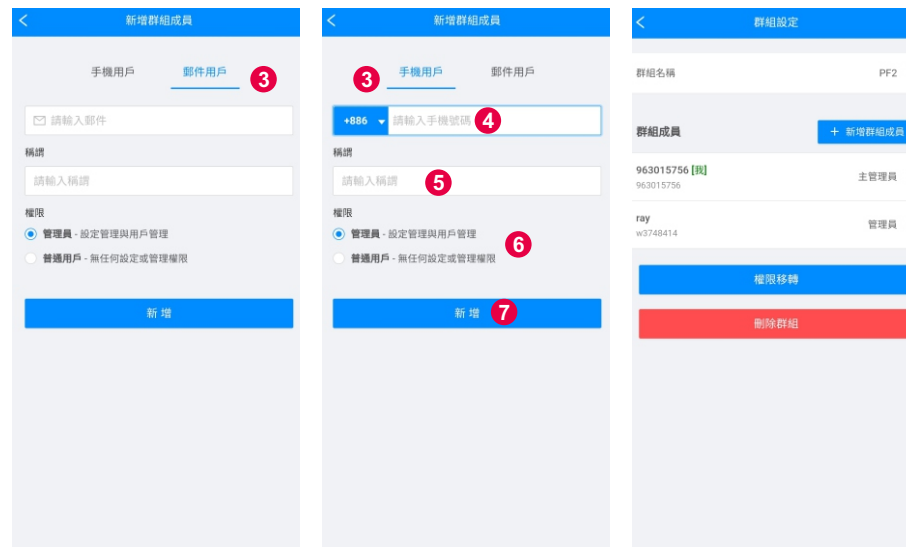 新增群組成員
手機用戶 郵件用戶 3
請輸入郵件
稱謂
請輸入稱謂
權限
管理員 - 設定管理與用戶管理
普通用戶 - 無任何設定或管理權限
新 增
新增群組成員
3 手機用戶 郵件用戶
+886 請輸入手機號碼 4
稱謂
請輸入稱謂 5
權限
管理員 - 設定管理與用戶管理
6
普通用戶 - 無任何設定或管理權限
新 增 7
群組設定
群組名稱 PF2
群組成員 + 新增群組成員
963015756 [我]
963015756
主管理員
ray
w3748414
管理員
權限移轉
刪除群組